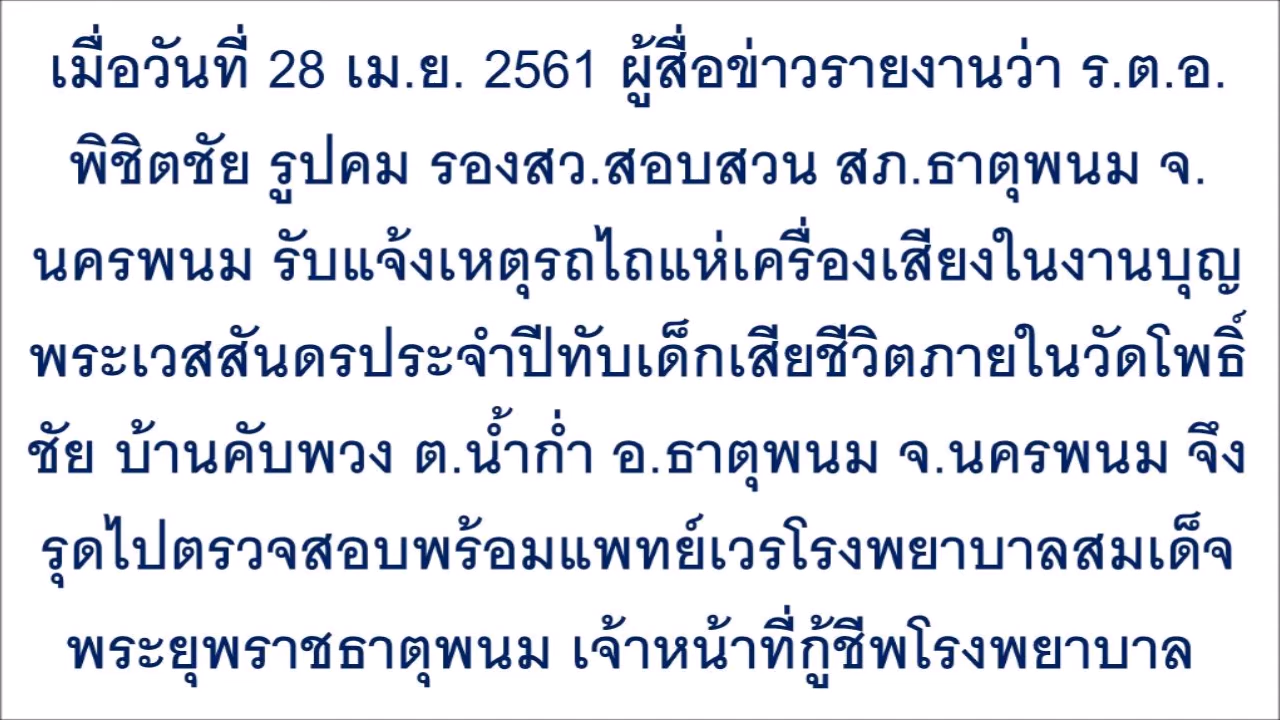 เมื่อวันที่ 28 เม.ย. 2561 ผู้สื่อข่าวรายงานว่า ร.ต.อ.
พิชิตชัย รูปคม รองสว.สอบสวน สภ.ธาตุพนม จ.
นครพนม รับแจ้งเหตุรถไถแห่เครื่องเสียงในงานบุญ
พระเวสสันดรประจำปีทับเด็กเสียชีวิตภายในวัดโพธิ์
ชัย บ้านคับพวง ต.น้ำก่ำ อ.ธาตุพนม จ.นครพนม จึง
รุดไปตรวจสอบพร้อมแพทย์เวรโรงพยาบาลสมเด็จ
พระยุพราชธาตุพนม เจ้าหน้าที่กู้ชีพโรงพยาบาล